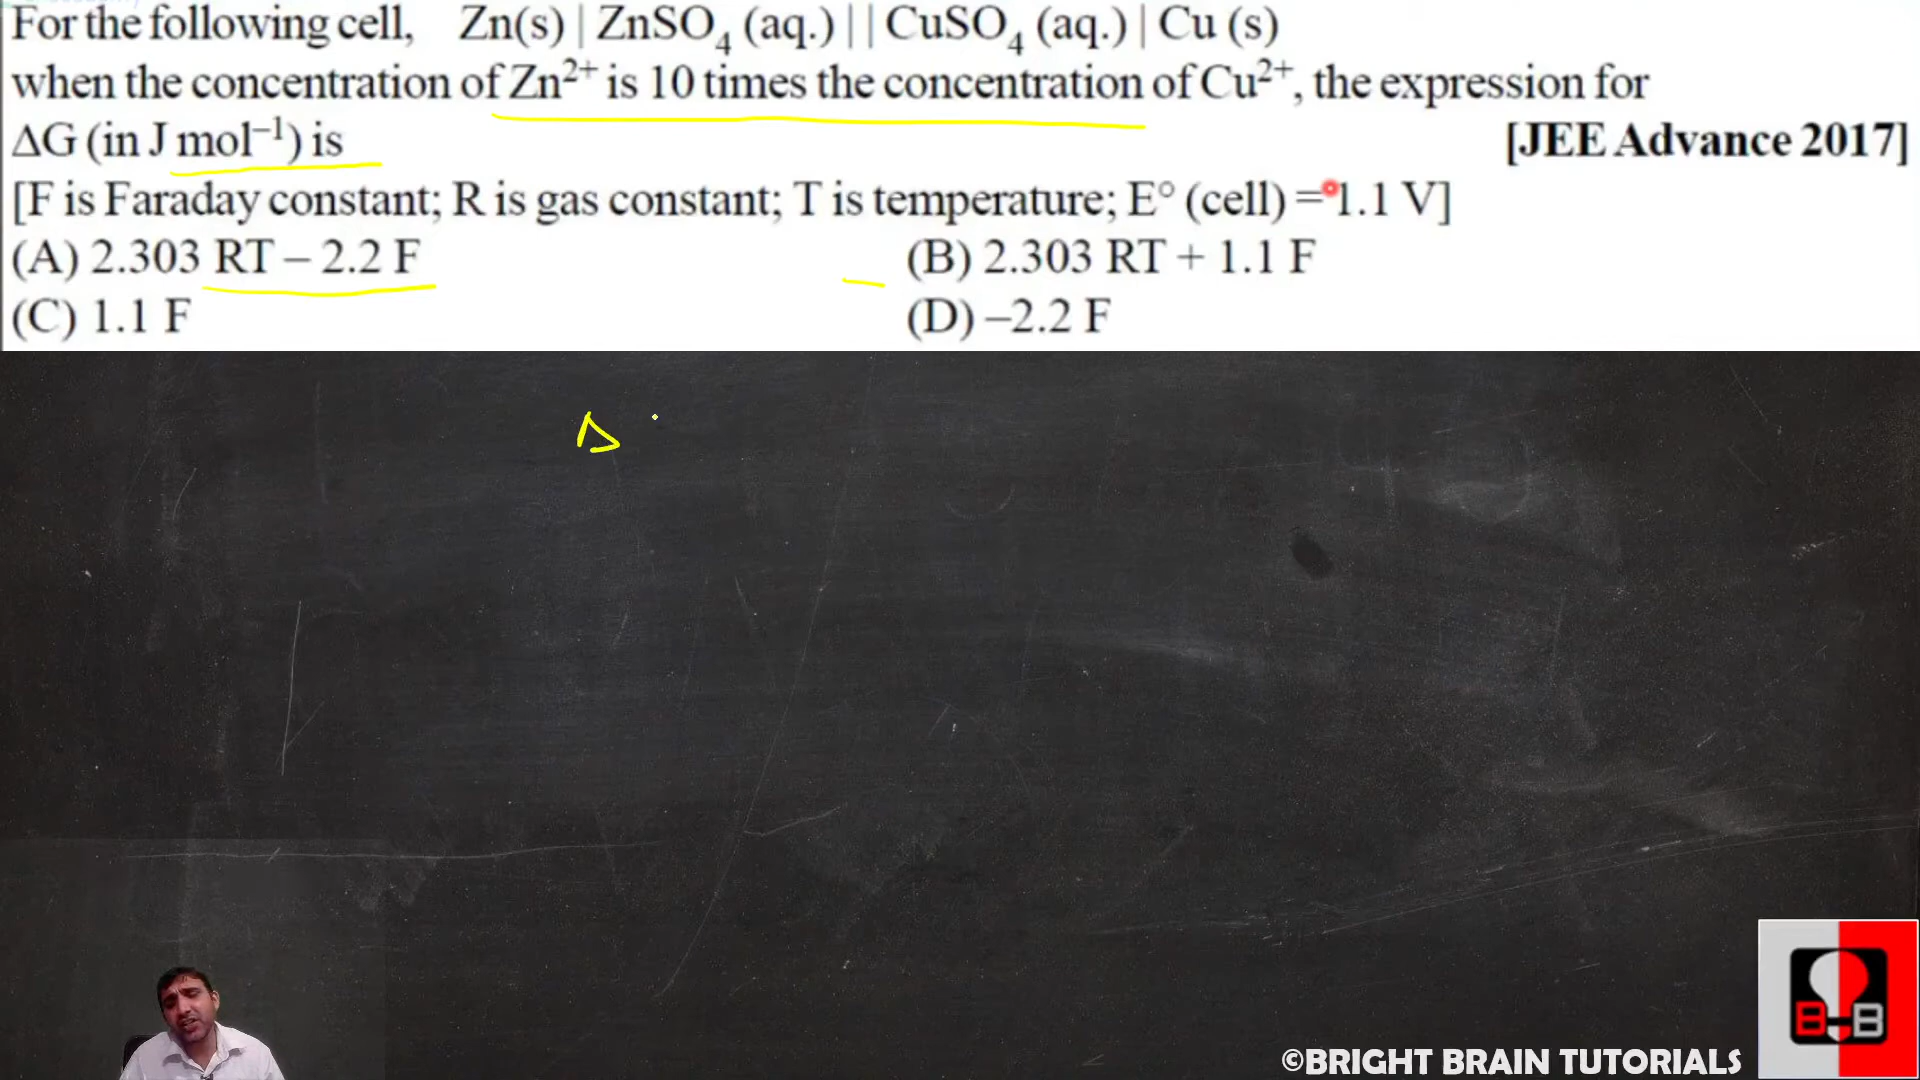 For the following cell, Zn(s) | ZnSO₄ (aq.) || CuSO₄ (aq.) | Cu (s)
when the concentration of Zn²⁺ is 10 times the concentration of Cu²⁺, the expression for
ΔG (in J mol⁻¹) is [JEE Advance 2017]
[F is Faraday constant; R is gas constant; T is temperature; E° (cell) = 1.1 V]
(A) 2.303 RT – 2.2 F (B) 2.303 RT + 1.1 F
(C) 1.1 F (D) –2.2 F
Δ
B B
©BRIGHT BRAIN TUTORIALS